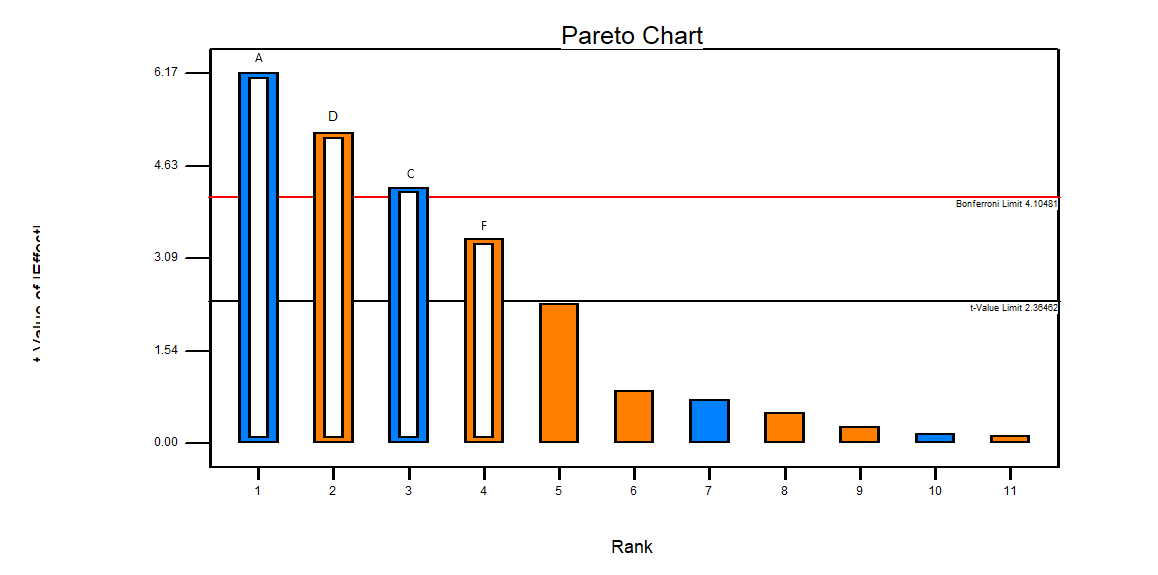 Pareto Chart
A
6.17
D
4.63
C
Bonferroni Limit 4.10481
F
3.09
t-Value Limit 2.36462
1.54
0.00
1 2 3 4 5 6 7 8 9 10 11
Rank